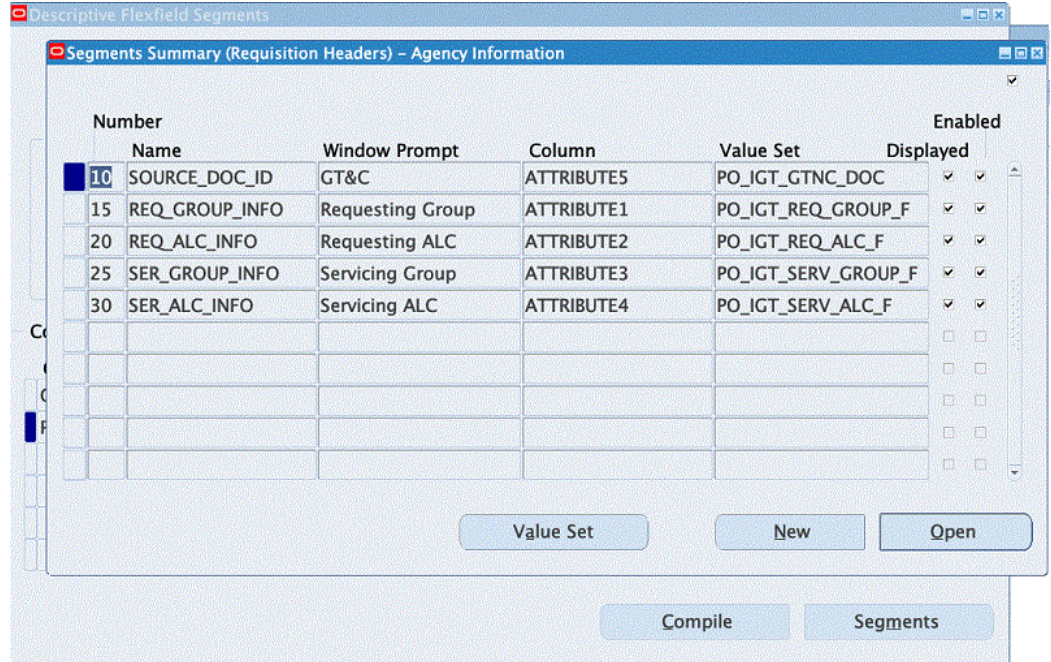 Descriptive Flexfield Segments
Segments Summary (Requisition Headers) – Agency Information
Number Enabled
Name Window Prompt Column Value Set Displayed
10 SOURCE_DOC_ID GT&C ATTRIBUTE5 PO_IGT_GTNC_DOC
15 REQ_GROUP_INFO Requesting Group ATTRIBUTE1 PO_IGT_REQ_GROUP_F
20 REQ_ALC_INFO Requesting ALC ATTRIBUTE2 PO_IGT_REQ_ALC_F
25 SER_GROUP_INFO Servicing Group ATTRIBUTE3 PO_IGT_SERV_GROUP_F
30 SER_ALC_INFO Servicing ALC ATTRIBUTE4 PO_IGT_SERV_ALC_F
Value Set New Open
Compile Segments